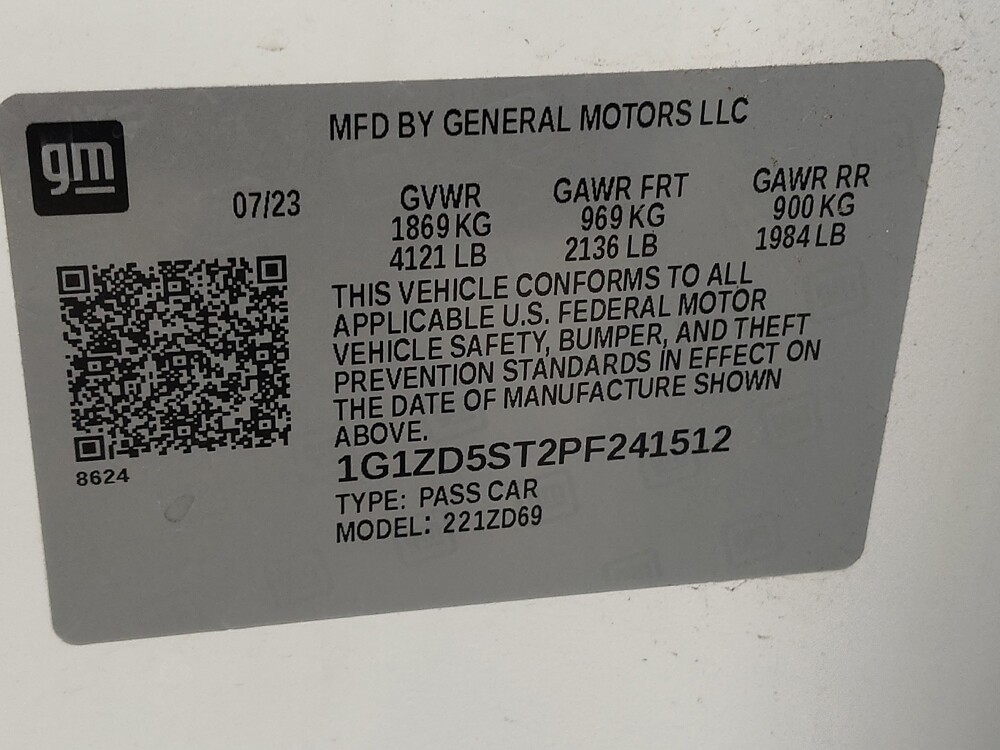 MFD BY GENERAL MOTORS LLC
gm
07/23
GVWR GAWR FRT GAWR RR
1869 KG 969 KG 900 KG
4121 LB 2136 LB 1984 LB
THIS VEHICLE CONFORMS TO ALL
APPLICABLE U.S. FEDERAL MOTOR
VEHICLE SAFETY, BUMPER, AND THEFT
PREVENTION STANDARDS IN EFFECT ON
THE DATE OF MANUFACTURE SHOWN
ABOVE.
8624
1G1ZD5ST2PF241512
TYPE: PASS CAR
MODEL: 221ZD69